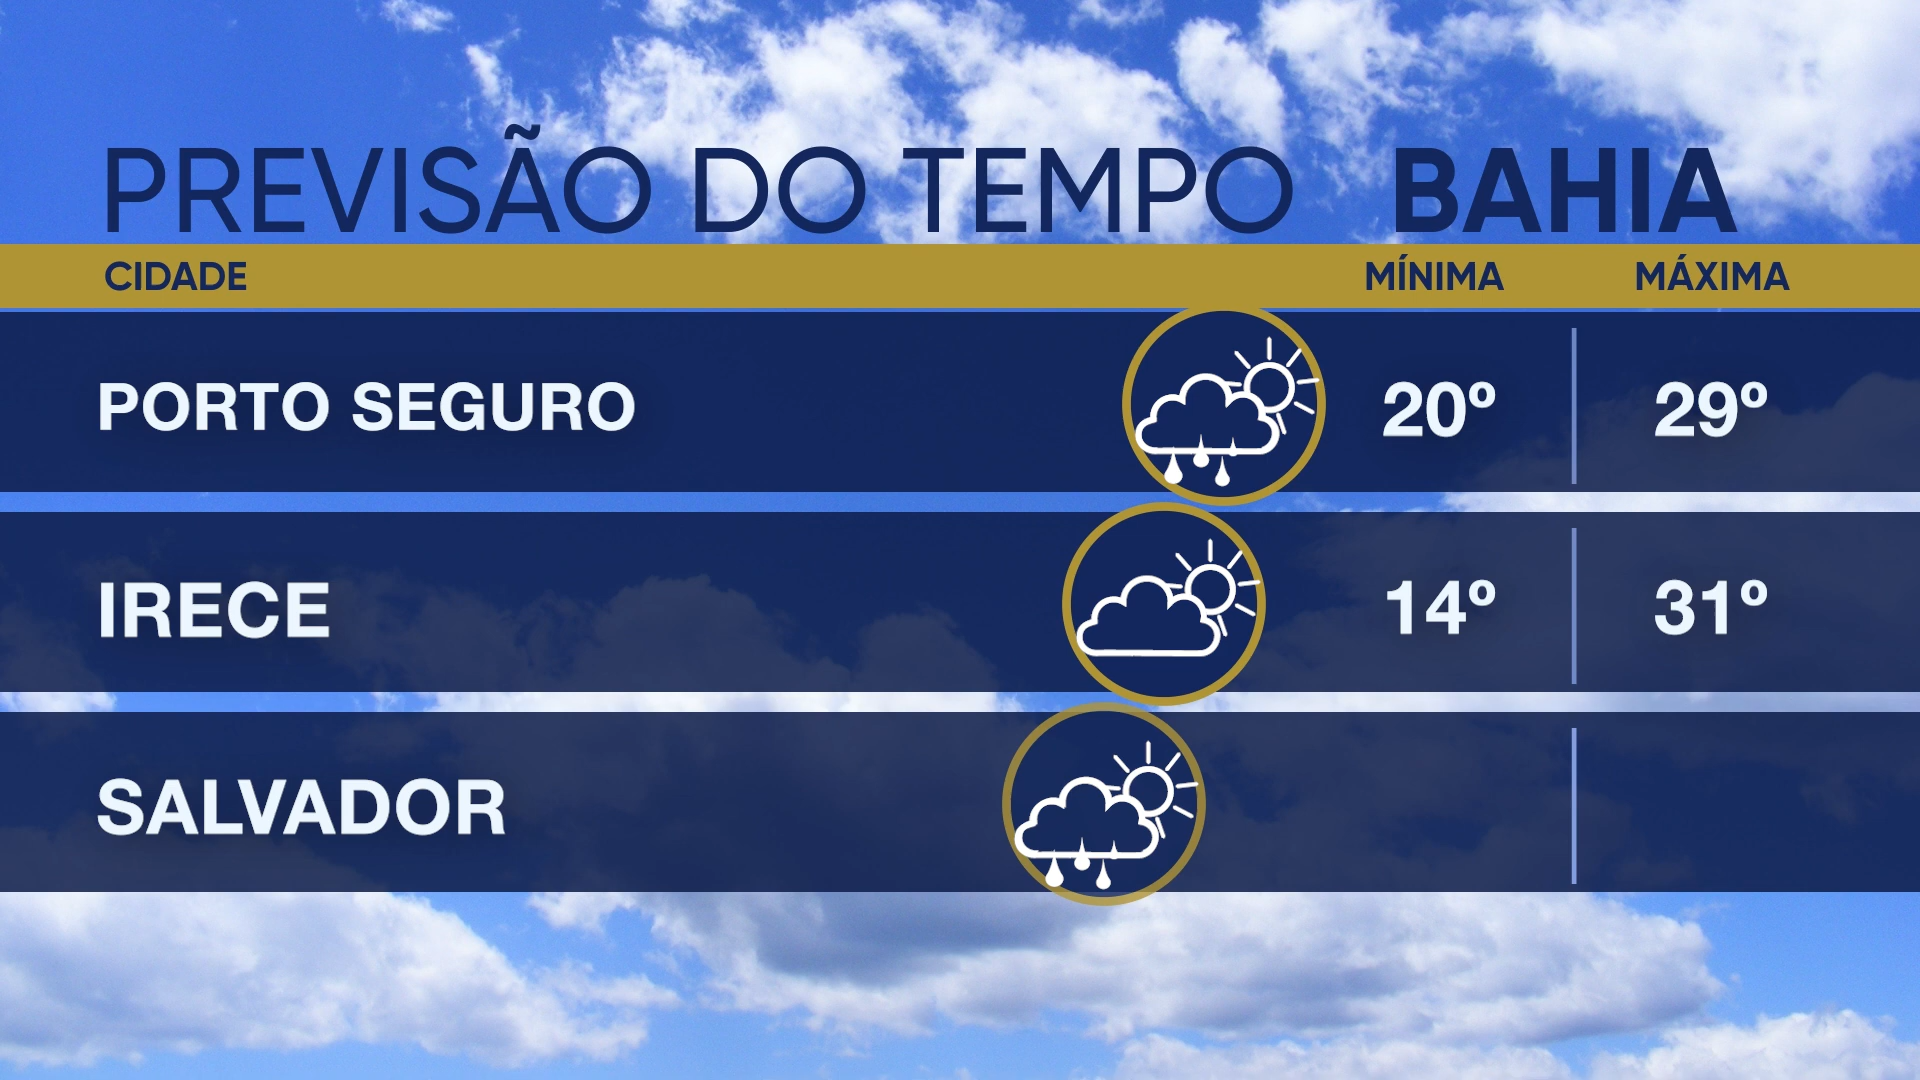 PREVISÃO DO TEMPO BAHIA
CIDADE MÍNIMA MÁXIMA
PORTO SEGURO 20º 29º
IRECE 14º 31º
SALVADOR